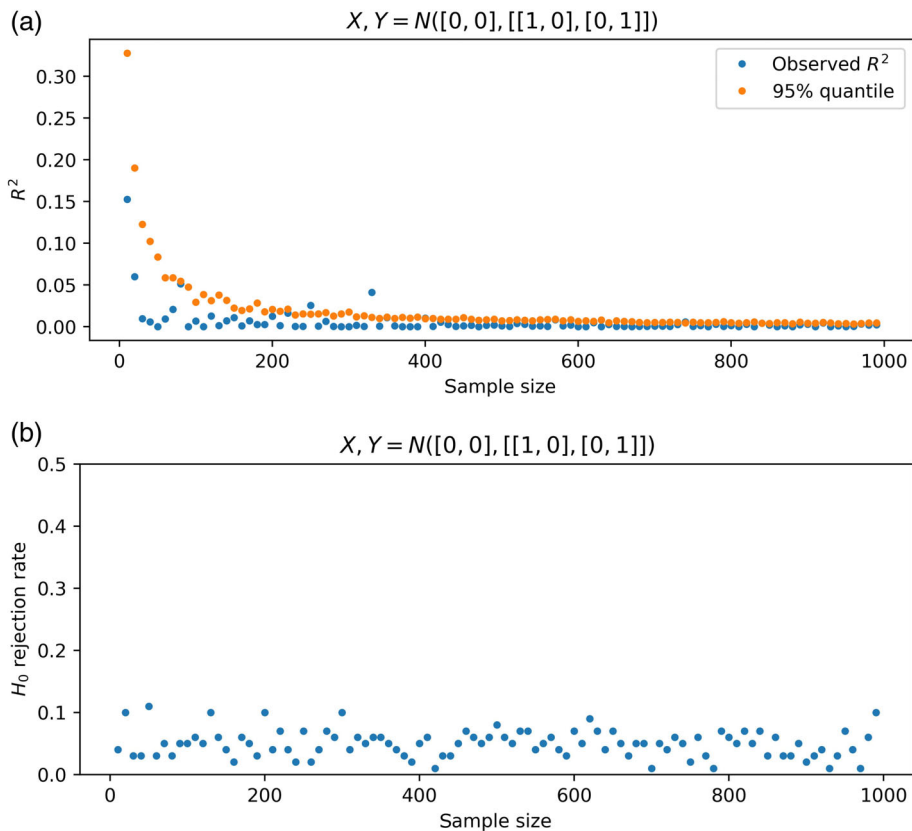 (a)
X, Y = N([0, 0], [[1, 0], [0, 1]])
0.30
0.25
0.20
0.15
0.10
0.05
0.00
R²
Observed R²
95% quantile
0
200
400
600
800
1000
Sample size
(b)
X, Y = N([0, 0], [[1, 0], [0, 1]])
0.5
0.4
0.3
0.2
0.1
0.0
H₀ rejection rate
0
200
400
600
800
1000
Sample size